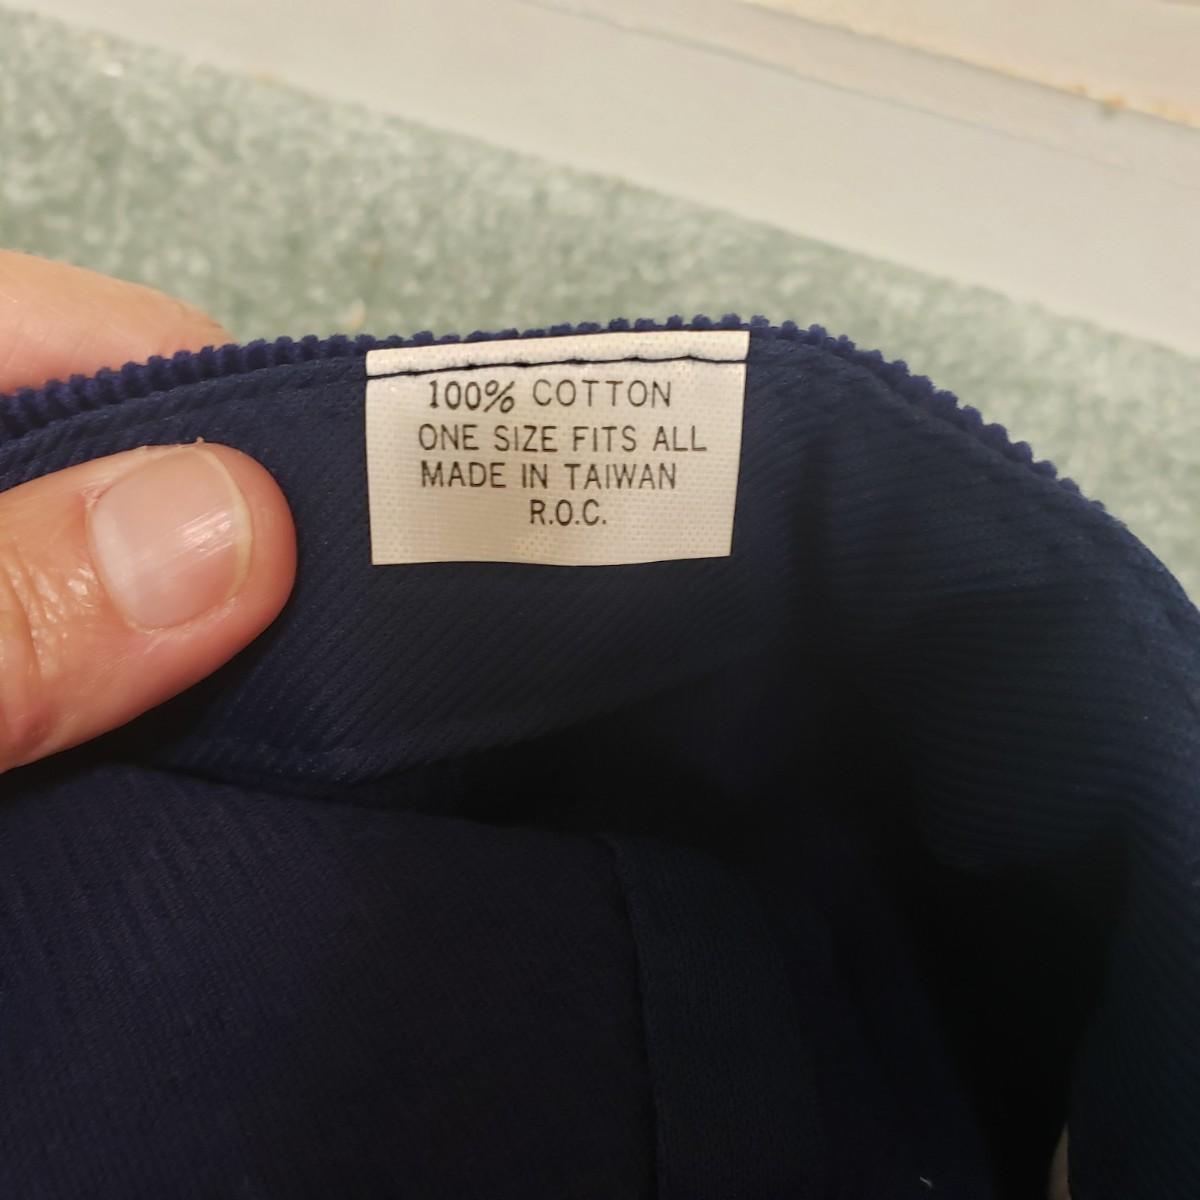 100% COTTON
ONE SIZE FITS ALL
MADE IN TAIWAN
R.O.C.